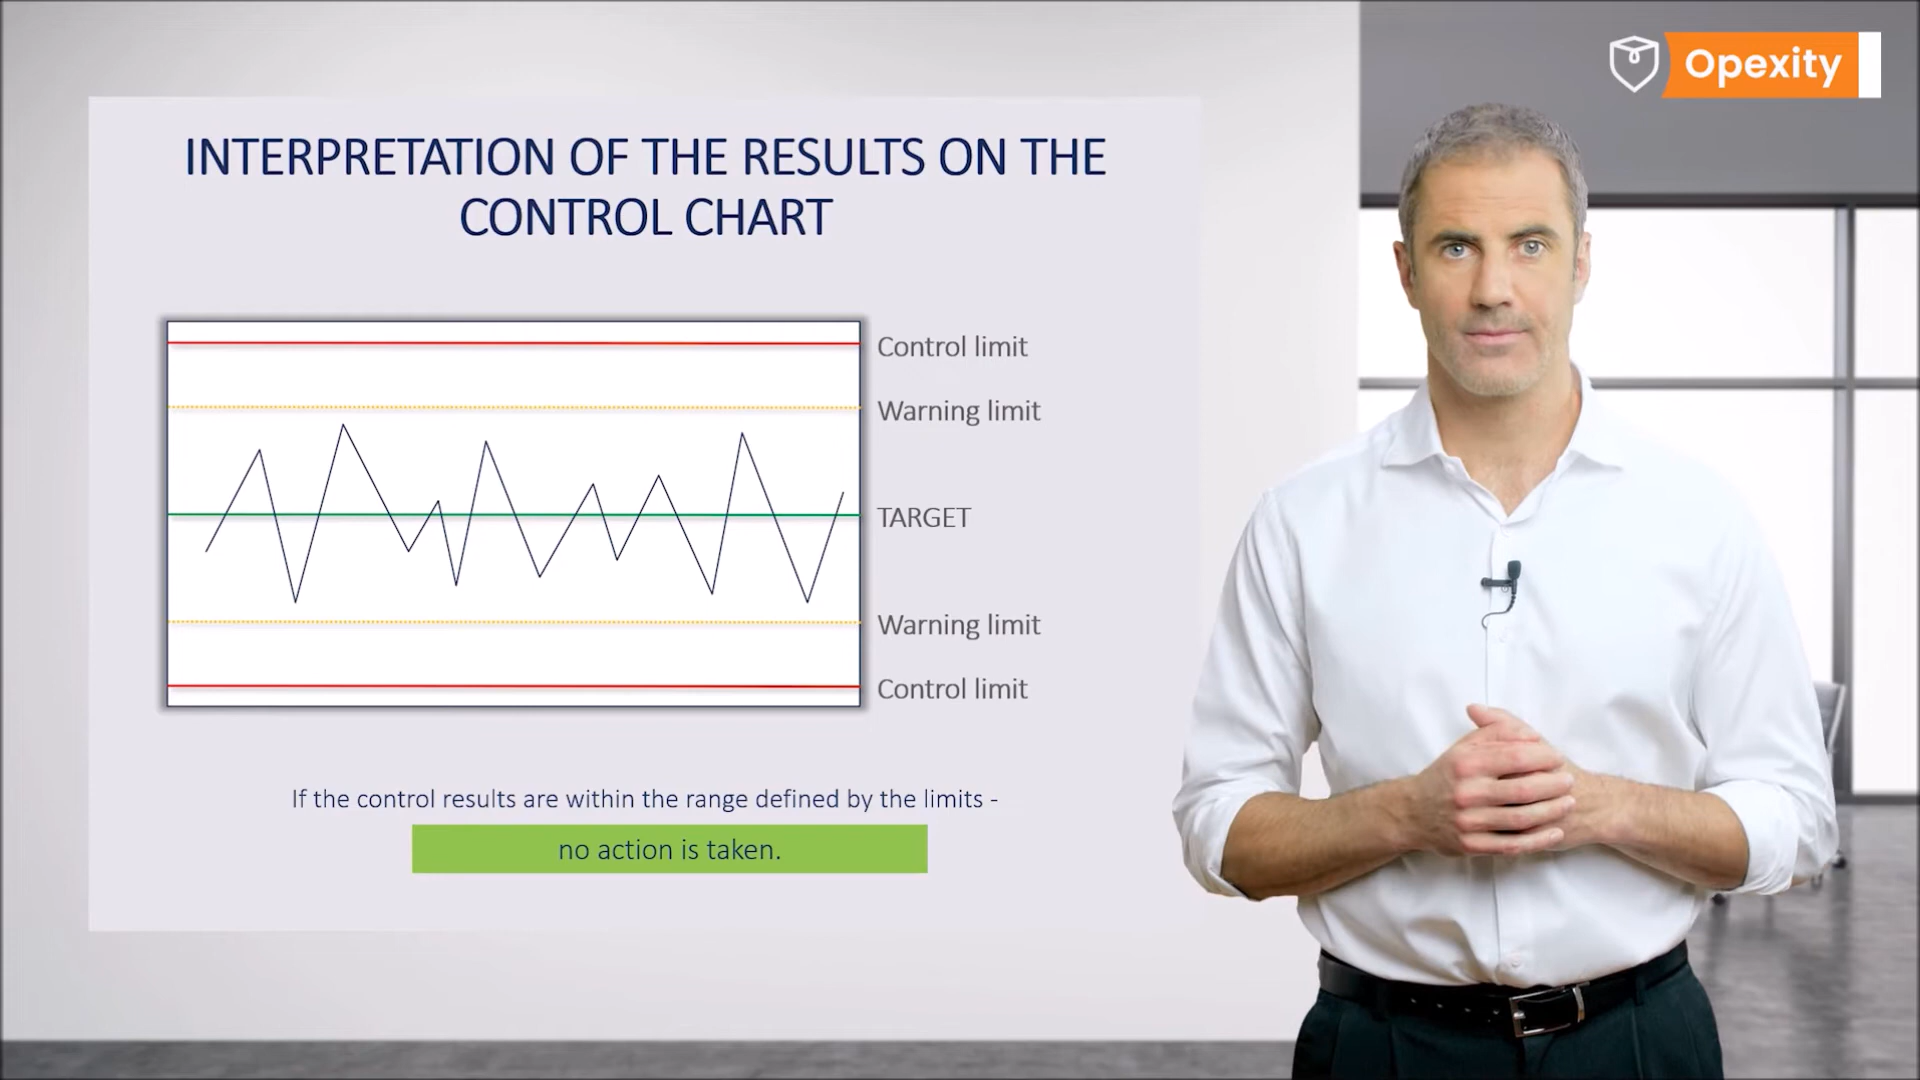 Opexity
INTERPRETATION OF THE RESULTS ON THE
CONTROL CHART
Control limit
Warning limit
TARGET
Warning limit
Control limit
If the control results are within the range defined by the limits -
no action is taken.